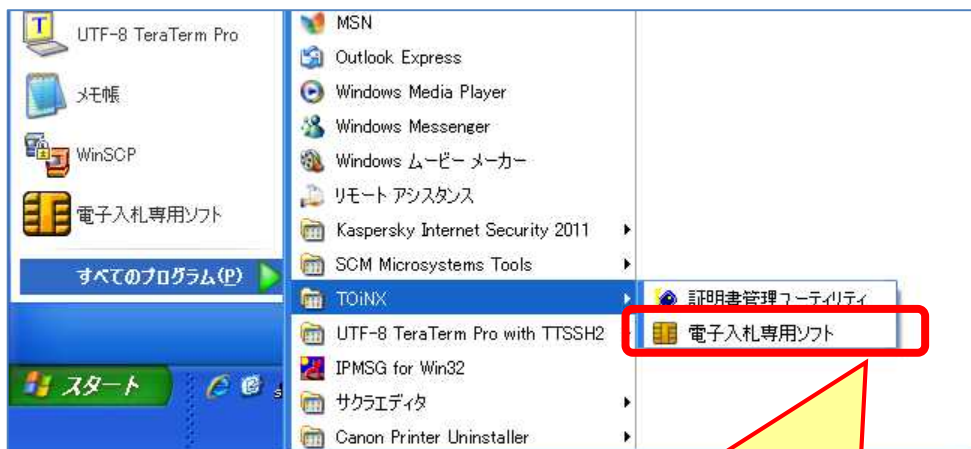 UTF-8 TeraTerm Pro
メモ帳
WinSCP
電子入札専用ソフト
すべてのプログラム(P)
スタート
MSN
Outlook Express
Windows Media Player
Windows Messenger
Windows ムービー メーカー
リモート アシスタンス
Kaspersky Internet Security 2011
SCM Microsystems Tools
TOiNX
UTF-8 TeraTerm Pro with TTSSH2
IPMSG for Win32
サクラエディタ
Canon Printer Uninstaller
証明書管理ユーティリティ
電子入札専用ソフト